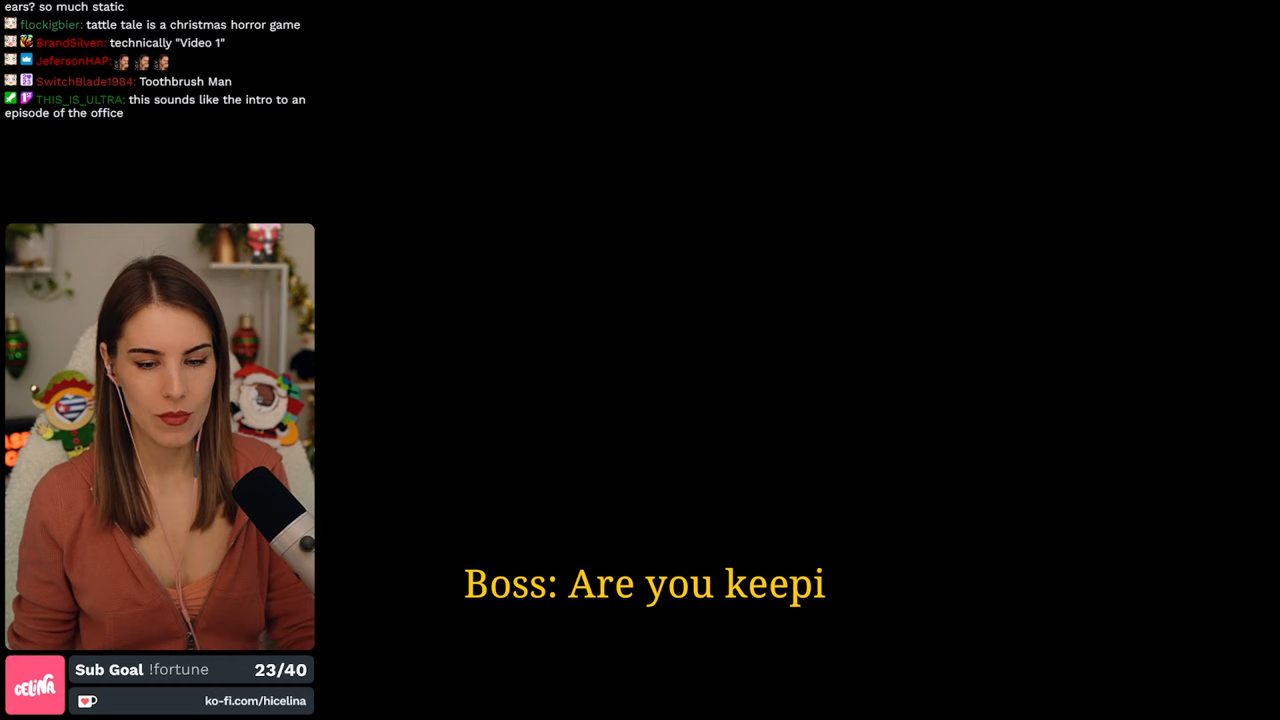 ears? so much static
flockigbier: tattle tale is a christmas horror game
BrandSilven: technically "Video 1"
JefersonHAP:
SwitchBlade1984: Toothbrush Man
THIS_IS_ULTRA: this sounds like the intro to an
episode of the office
Boss: Are you keepi
Sub Goal !fortune 23/40
CELINA
ko-fi.com/hicelina